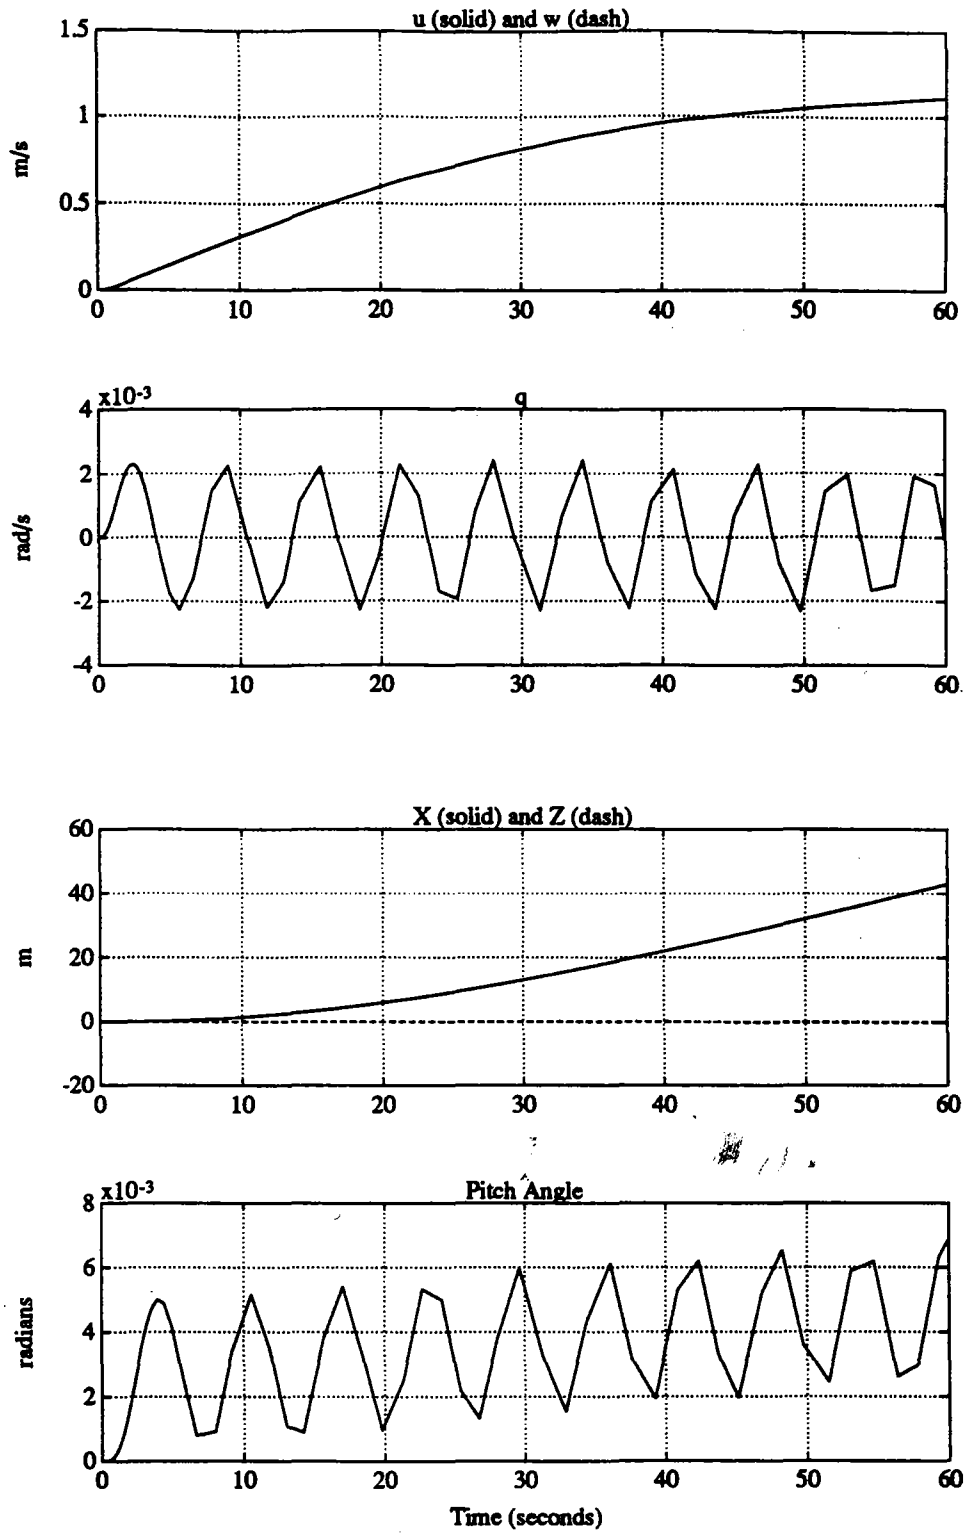 u (solid) and w (dash)
1.5
1
0.5
0
m/s
0 10 20 30 40 50 60
x10-3
q
4
2
0
-2
-4
rad/s
0 10 20 30 40 50 60
X (solid) and Z (dash)
60
40
20
0
-20
m
0 10 20 30 40 50 60
x10-3
Pitch Angle
8
6
4
2
0
radians
0 10 20 30 40 50 60
Time (seconds)